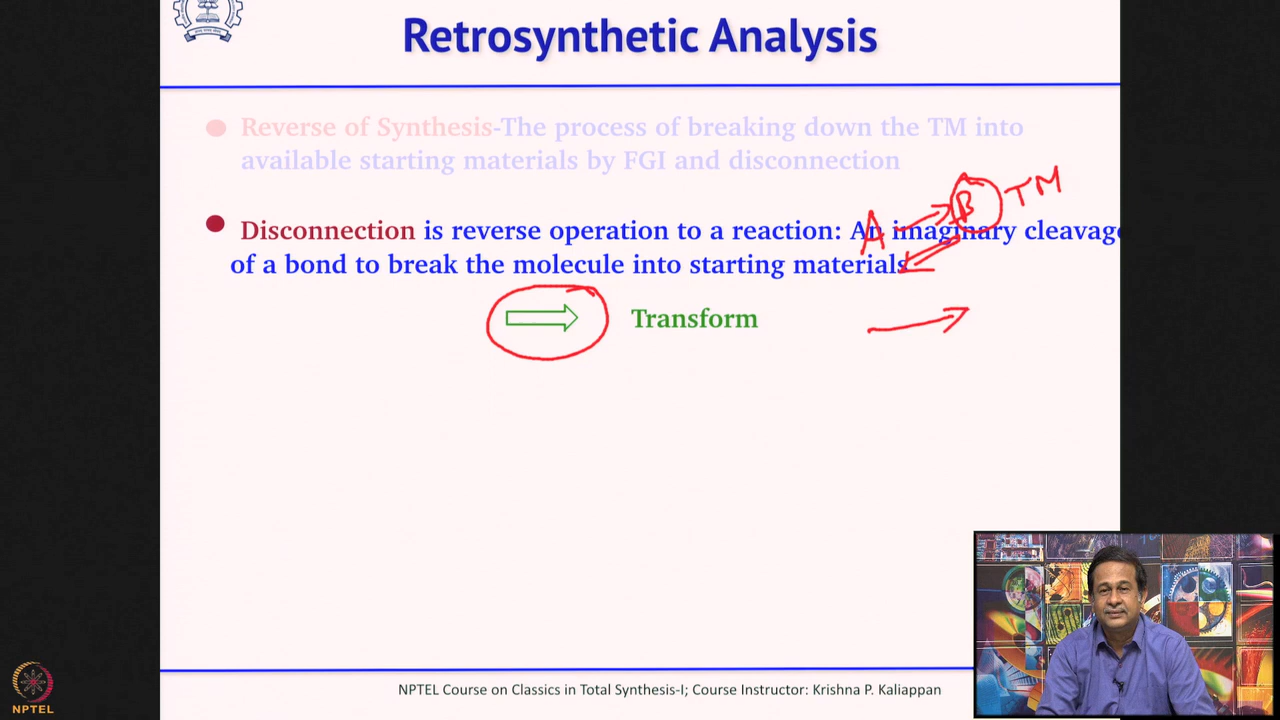 Retrosynthetic Analysis
Reverse of Synthesis-The process of breaking down the TM into
available starting materials by FGI and disconnection
B TM
A
Disconnection is reverse operation to a reaction: An imaginary cleavag
of a bond to break the molecule into starting materials
Transform
NPTEL Course on Classics in Total Synthesis-I; Course Instructor: Krishna P. Kaliappan
NPTEL